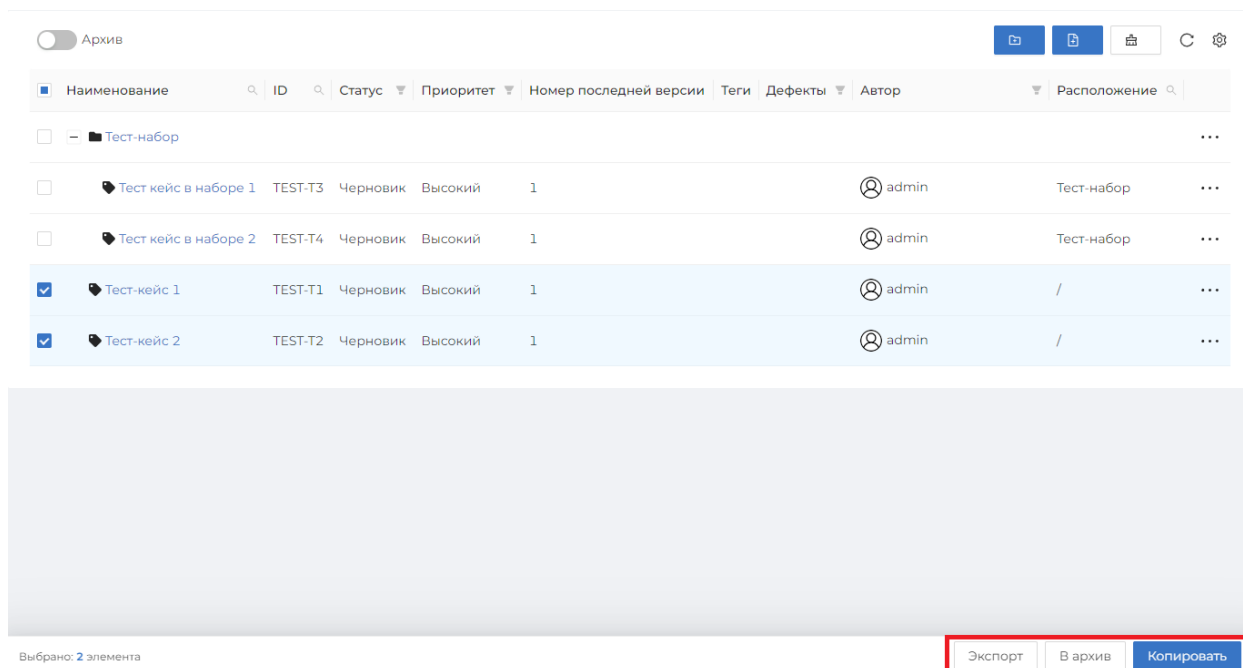 Архив
Наименование ID Статус Приоритет Номер последней версии Теги Дефекты Автор Расположение
Тест-набор
Тест кейс в наборе 1 TEST-T3 Черновик Высокий 1 admin Тест-набор
Тест кейс в наборе 2 TEST-T4 Черновик Высокий 1 admin Тест-набор
Тест-кейс 1 TEST-T1 Черновик Высокий 1 admin /
Тест-кейс 2 TEST-T2 Черновик Высокий 1 admin /
Выбрано: 2 элемента Экспорт В архив Копировать